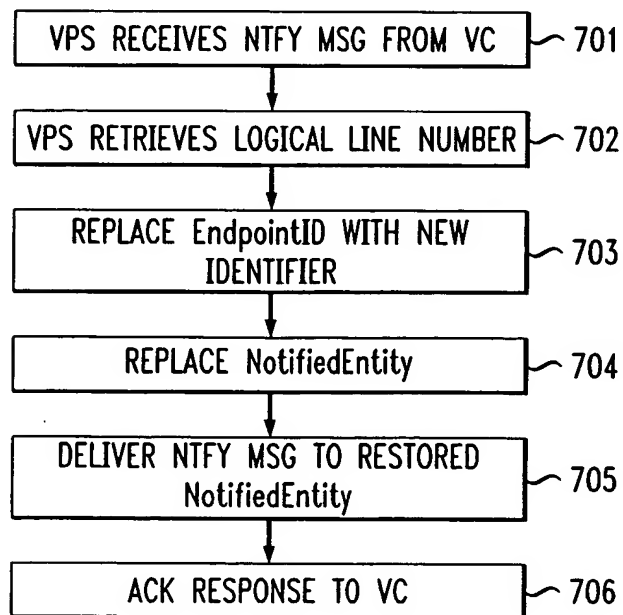 VPS RECEIVES NTFY MSG FROM VC 701
VPS RETRIEVES LOGICAL LINE NUMBER 702
REPLACE EndpointID WITH NEW
IDENTIFIER 703
REPLACE NotifiedEntity 704
DELIVER NTFY MSG TO RESTORED
NotifiedEntity 705
ACK RESPONSE TO VC 706